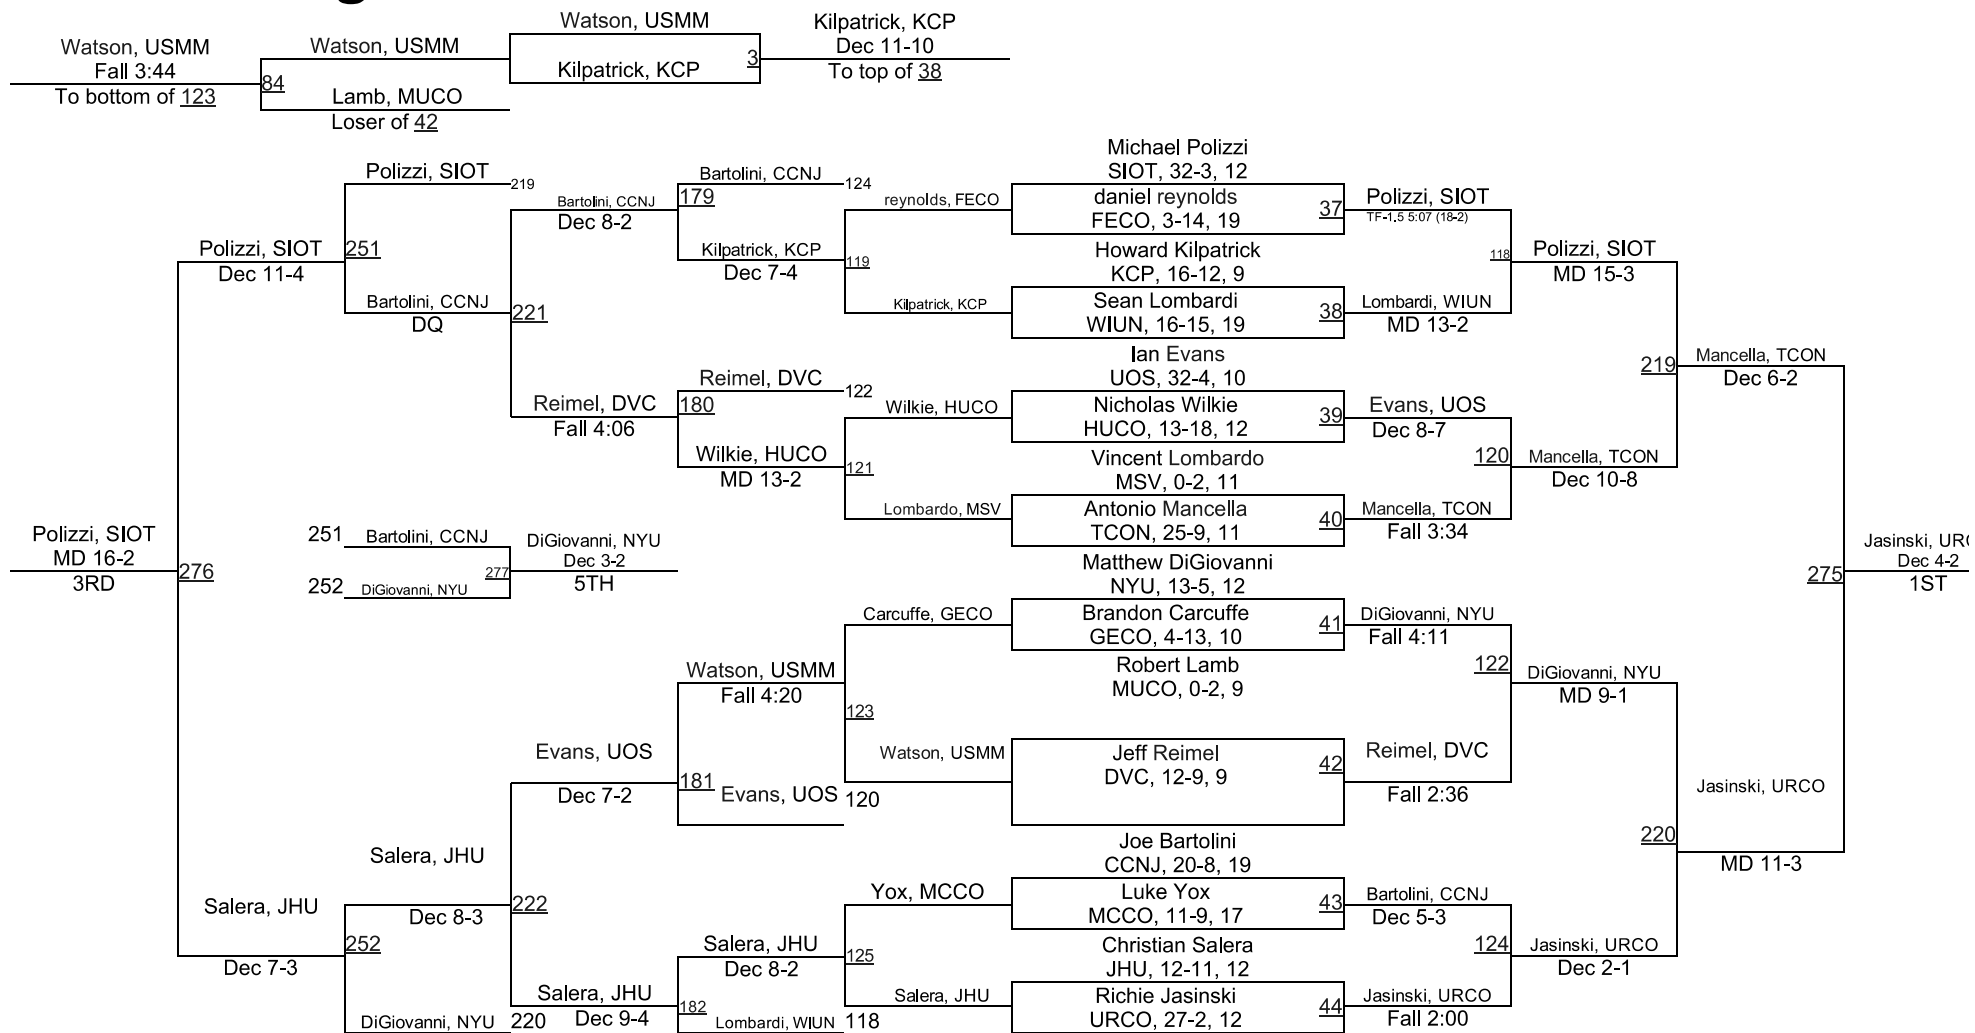 Watson, USMM
Fall 3:44
To bottom of 123
84
Watson, USMM
Lamb, MUCO
Loser of 42
Watson, USMM
Kilpatrick, KCP
3
Kilpatrick, KCP
Dec 11-10
To top of 38
Michael Polizzi
SIOT, 32-3, 12
daniel reynolds
FECO, 3-14, 19
37
Howard Kilpatrick
KCP, 16-12, 9
Sean Lombardi
WIUN, 16-15, 19
38
Ian Evans
UOS, 32-4, 10
Nicholas Wilkie
HUCO, 13-18, 12
39
Vincent Lombardo
MSV, 0-2, 11
Antonio Mancella
TCON, 25-9, 11
40
Matthew DiGiovanni
NYU, 13-5, 12
Brandon Carcuffe
GECO, 4-13, 10
41
Robert Lamb
MUCO, 0-2, 9
Jeff Reimel
DVC, 12-9, 9
42
Joe Bartolini
CCNJ, 20-8, 19
Luke Yox
MCCO, 11-9, 17
43
Christian Salera
JHU, 12-11, 12
Richie Jasinski
URCO, 27-2, 12
44
Polizzi, SIOT
TF-1.5 5:07 (18-2)
118
Lombardi, WIUN
MD 13-2
Evans, UOS
Dec 8-7
120
Mancella, TCON
Fall 3:34
DiGiovanni, NYU
Fall 4:11
122
Reimel, DVC
Fall 2:36
Bartolini, CCNJ
Dec 5-3
124
Jasinski, URCO
Fall 2:00
Polizzi, SIOT
MD 15-3
219
Mancella, TCON
Dec 10-8
DiGiovanni, NYU
MD 9-1
220
Jasinski, URCO
Dec 2-1
Mancella, TCON
Dec 6-2
275
Jasinski, URCO
MD 11-3
Jasinski, URC
Dec 4-2
1ST
reynolds, FECO
119
Kilpatrick, KCP
Wilkie, HUCO
121
Lombardo, MSV
Carcuffe, GECO
123
Watson, USMM
Yox, MCCO
125
Salera, JHU
Bartolini, CCNJ
124
179
Kilpatrick, KCP
Dec 7-4
Reimel, DVC
122
180
Wilkie, HUCO
MD 13-2
Watson, USMM
Fall 4:20
181
Evans, UOS
120
Salera, JHU
Dec 8-2
182
Lombardi, WIUN
118
Bartolini, CCNJ
Dec 8-2
221
Reimel, DVC
Fall 4:06
Evans, UOS
Dec 7-2
222
Salera, JHU
Dec 9-4
Polizzi, SIOT
219
251
Bartolini, CCNJ
DQ
Salera, JHU
Dec 8-3
252
DiGiovanni, NYU
220
Polizzi, SIOT
Dec 11-4
276
Salera, JHU
Dec 7-3
Polizzi, SIOT
MD 16-2
3RD
251
Bartolini, CCNJ
252
DiGiovanni, NYU
277
DiGiovanni, NYU
Dec 3-2
5TH